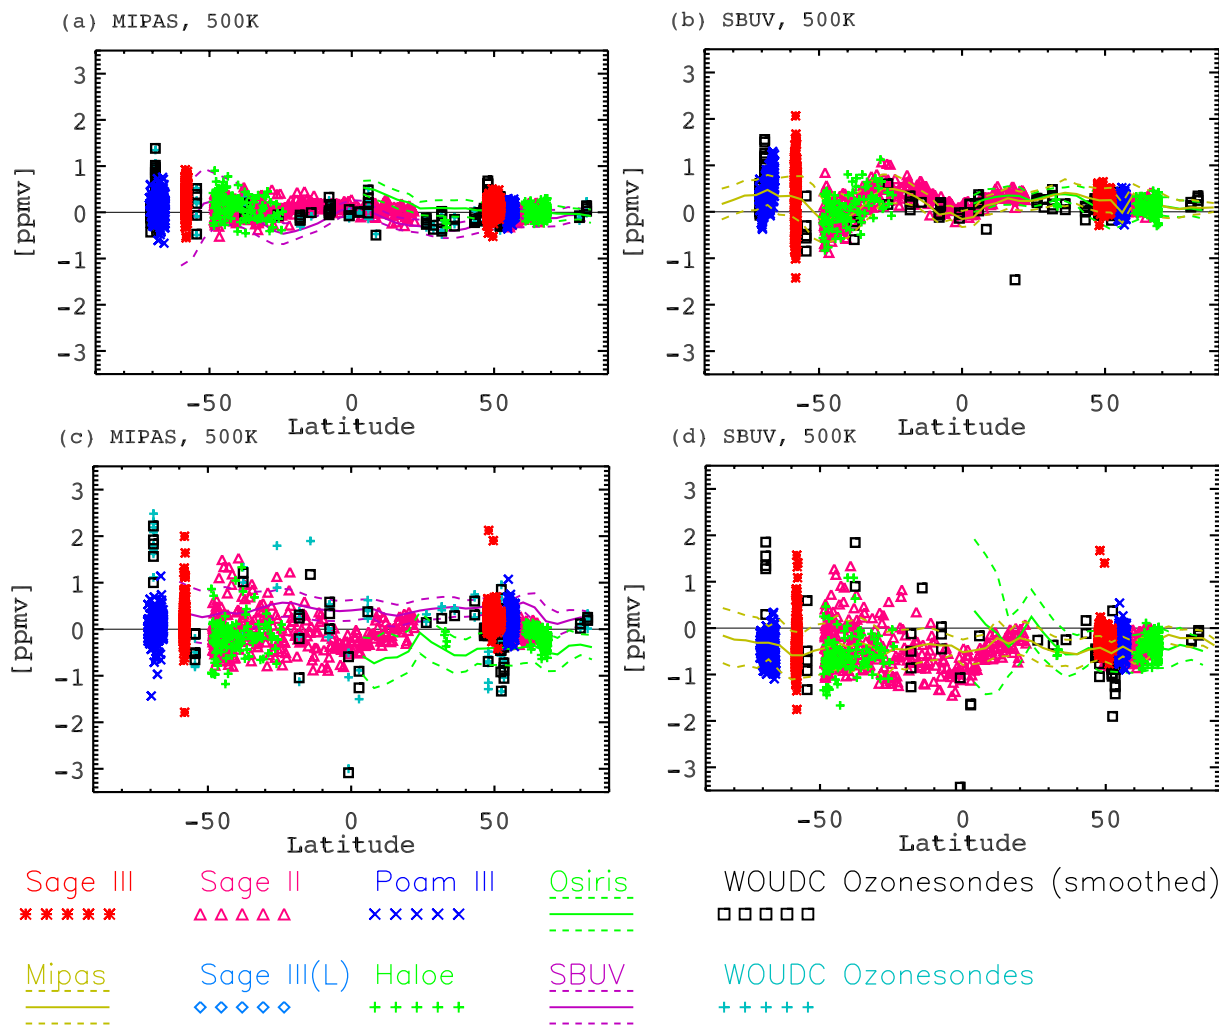 (a) MIPAS, 500K
(b) SBUV, 500K
3
2
1
0
−1
−2
−3
[ppmv]
−50 0 50
Latitude
3
2
1
0
−1
−2
−3
[ppmv]
−50 0 50
Latitude
(c) MIPAS, 500K
(d) SBUV, 500K
3
2
1
0
−1
−2
−3
[ppmv]
−50 0 50
Latitude
3
2
1
0
−1
−2
−3
[ppmv]
−50 0 50
Latitude
Sage III Sage II Poam III Osiris WOUDC Ozonesondes (smoothed)
Mipas Sage III(L) Haloe SBUV WOUDC Ozonesondes